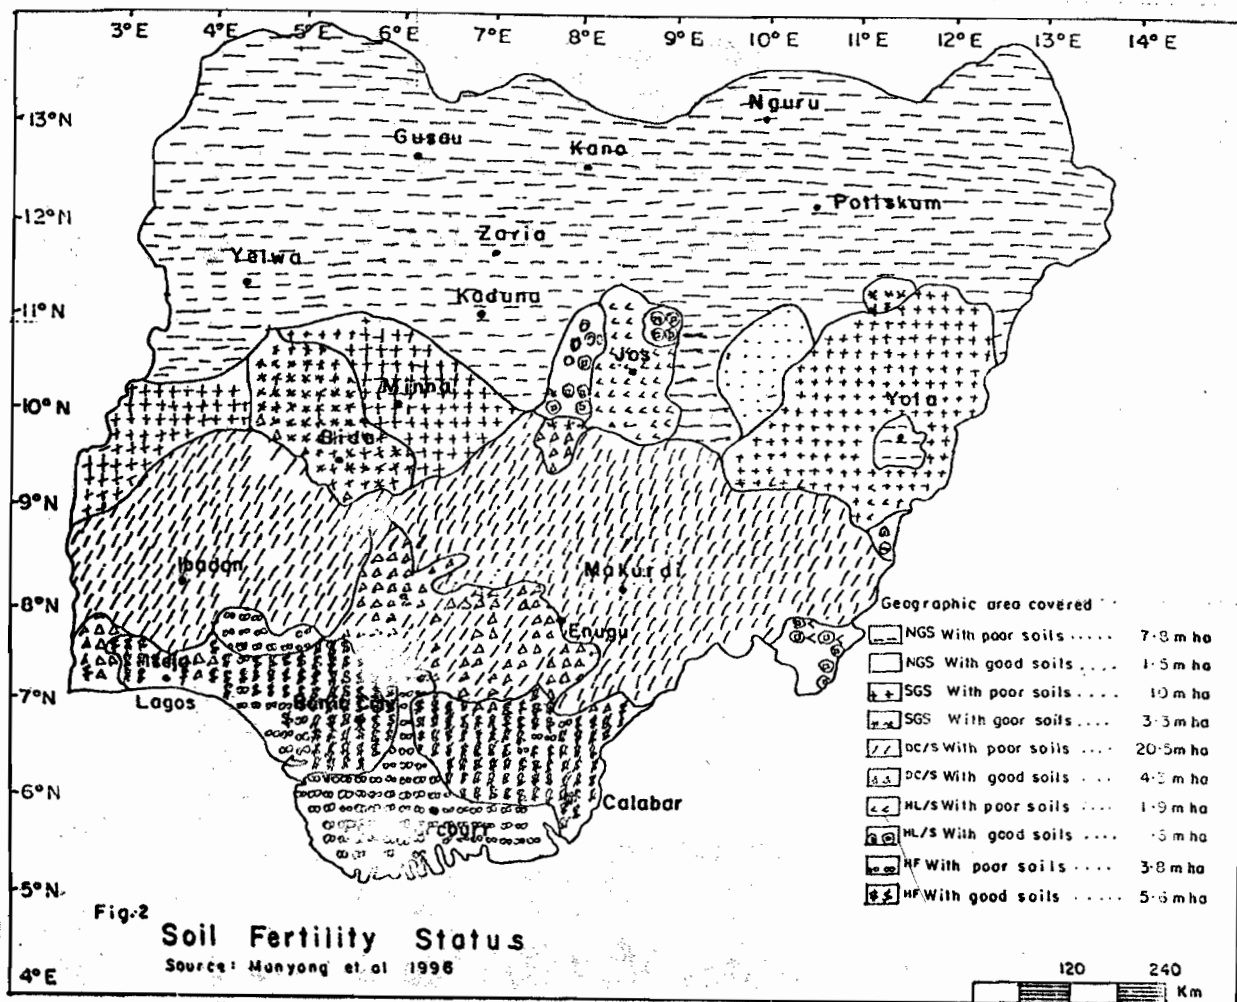 3°E 4°E 5°E 6°E 7°E 8°E 9°E 10°E 11°E 12°E 13°E 14°E
13°N
Nguru
Gusau
Kano
12°N
Potiskum
Zaria
Yelwa
Kaduna
11°N
Jos
Minna
10°N
Yola
Bida
9°N
Ibadan
Makurdi
8°N
Enugu
Ikeja
7°N
Lagos
Benin City
6°N
Calabar
5°N
4°E
Geographic area covered
NGS With poor soils ..... 7·8 m ha
NGS With good soils .... 1·5 m ha
SGS With poor soils .... 10 m ha
SGS With goor soils .... 3·3 m ha
DC/S With poor soils .... 20·5 m ha
DC/S With good soils .... m ha
HL/S With poor soils .... 1·9 m ha
HL/S With good soils .... m ha
HF With poor soils .... 3·8 m ha
HF With good soils ..... m ha
Fig.2
Soil Fertility Status
Source: Manyong et al 1996
120 240
Km